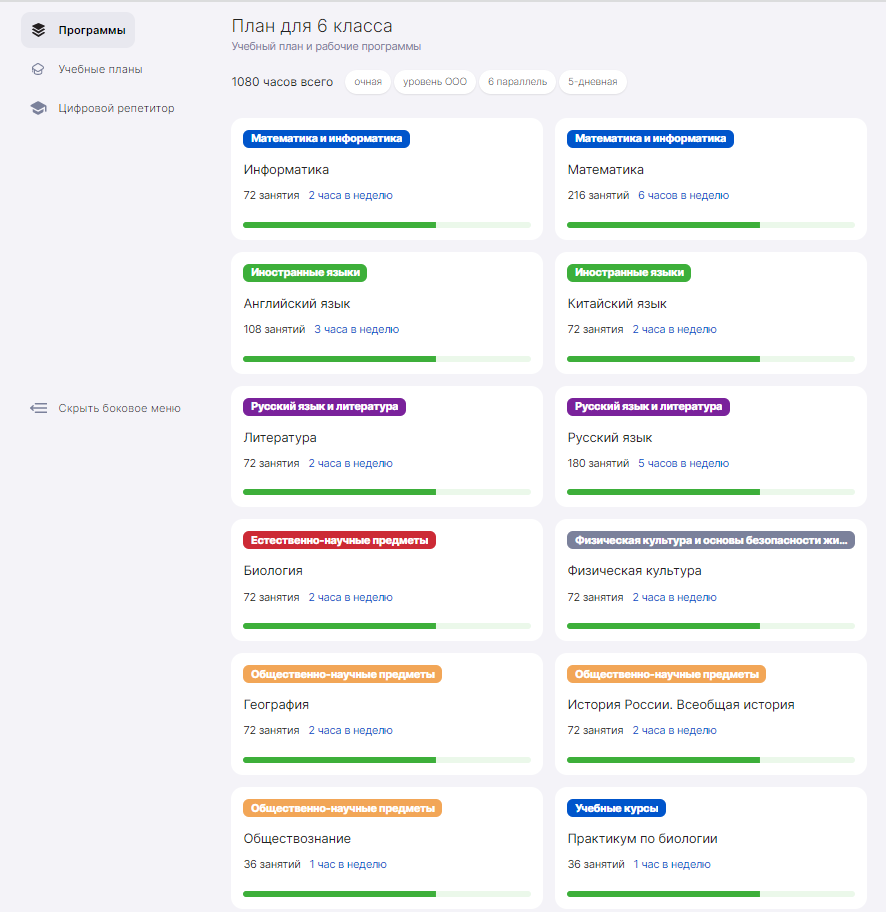 Программы
Учебные планы
Цифровой репетитор
Скрыть боковое меню
План для 6 класса
Учебный план и рабочие программы
1080 часов всего очная уровень ООО 6 параллель 5-дневная
Математика и информатика
Информатика
72 занятия 2 часа в неделю
Математика и информатика
Математика
216 занятий 6 часов в неделю
Иностранные языки
Английский язык
108 занятий 3 часа в неделю
Иностранные языки
Китайский язык
72 занятия 2 часа в неделю
Русский язык и литература
Литература
72 занятия 2 часа в неделю
Русский язык и литература
Русский язык
180 занятий 5 часов в неделю
Естественно-научные предметы
Биология
72 занятия 2 часа в неделю
Физическая культура и основы безопасности жи...
Физическая культура
72 занятия 2 часа в неделю
Общественно-научные предметы
География
72 занятия 2 часа в неделю
Общественно-научные предметы
История России. Всеобщая история
72 занятия 2 часа в неделю
Общественно-научные предметы
Обществознание
36 занятий 1 час в неделю
Учебные курсы
Практикум по биологии
36 занятий 1 час в неделю